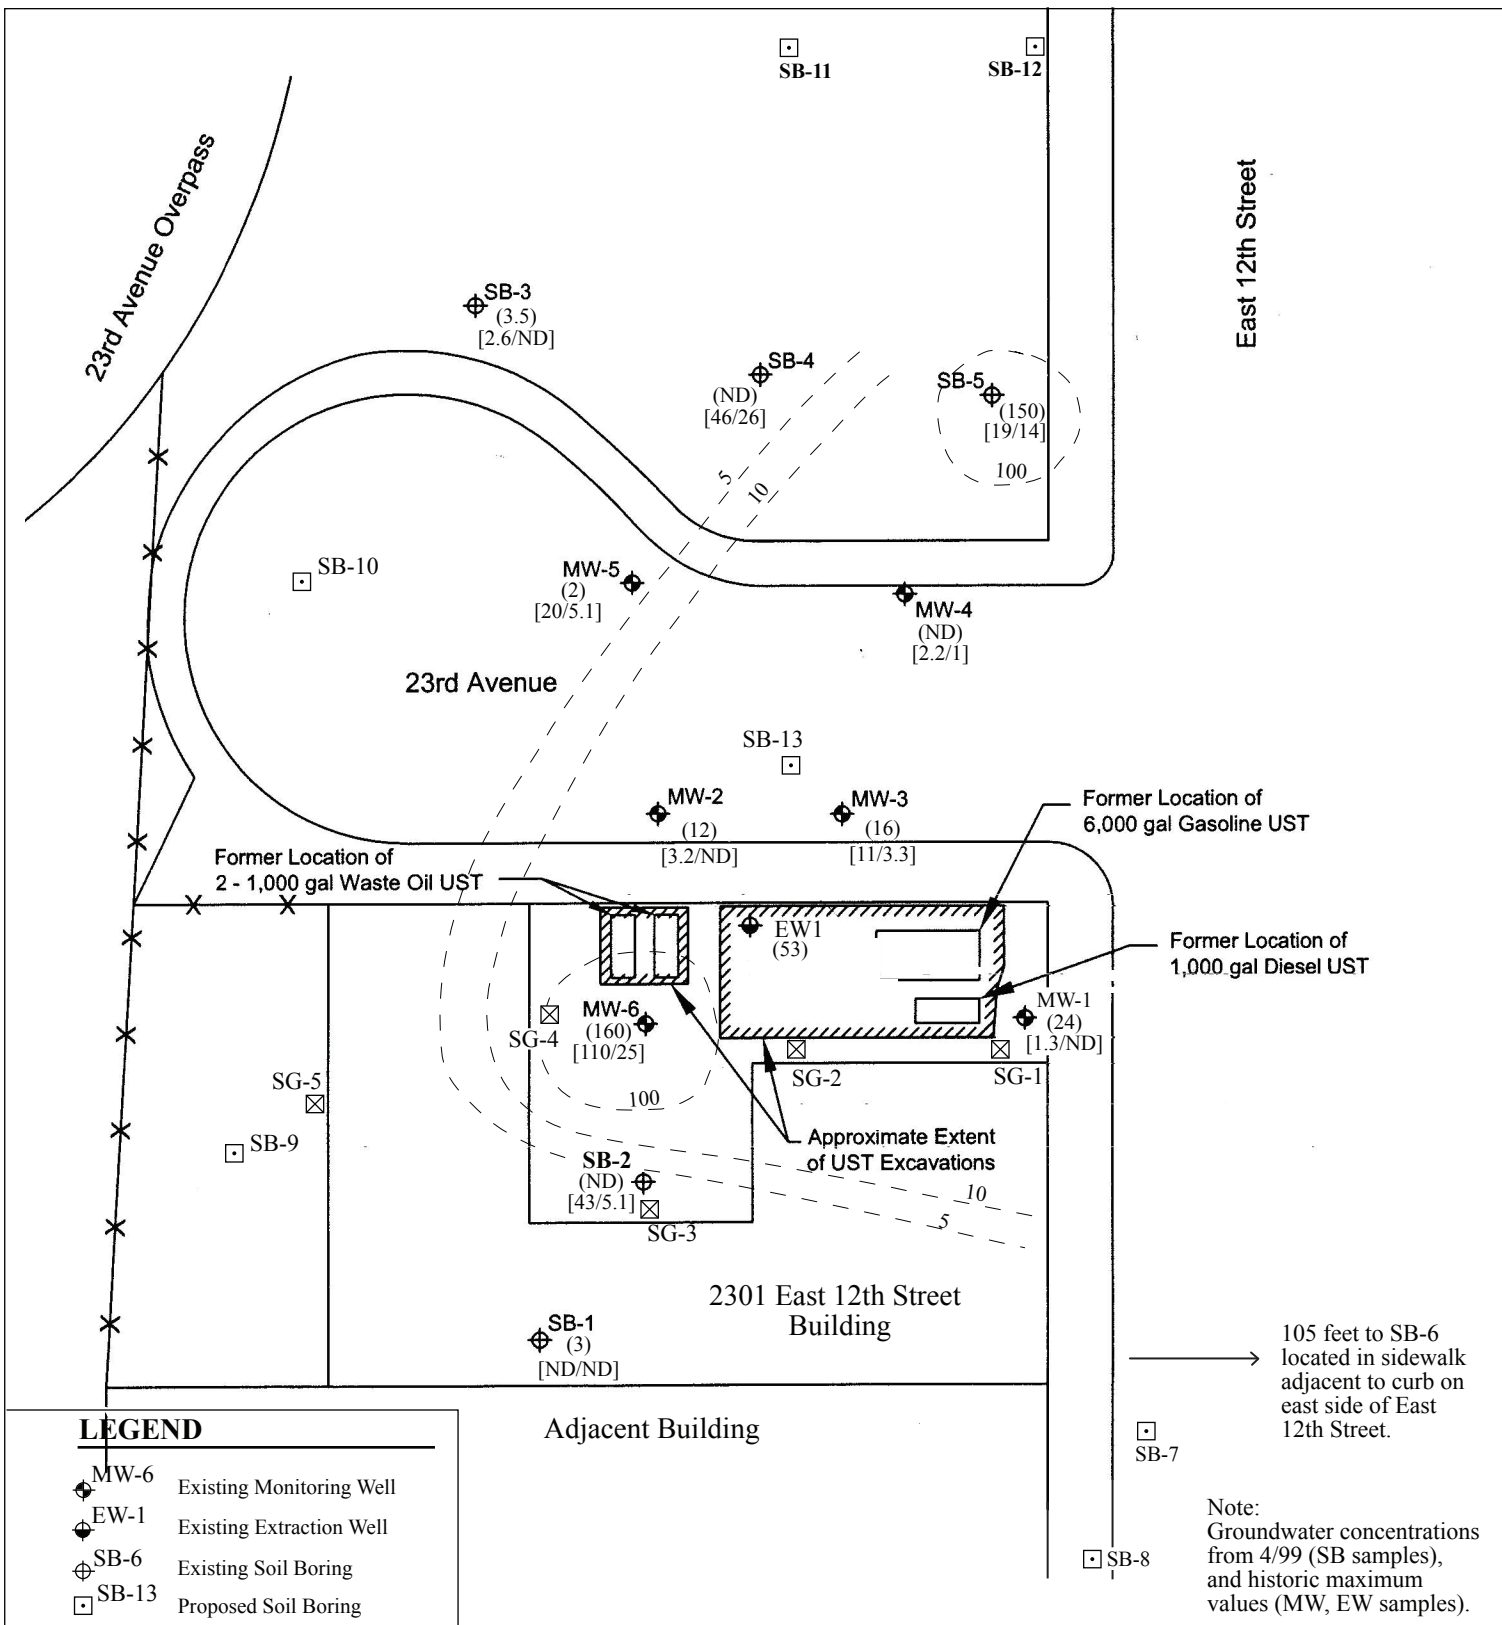 SB-11
SB-12
23rd Avenue Overpass
East 12th Street
SB-3
(3.5)
[2.6/ND]
SB-4
(ND)
[46/26]
SB-5
(150)
[19/14]
100
5
10
SB-10
MW-5
(2)
[20/5.1]
MW-4
(ND)
[2.2/1]
23rd Avenue
SB-13
MW-2
(12)
[3.2/ND]
MW-3
(16)
[11/3.3]
Former Location of
6,000 gal Gasoline UST
Former Location of
2 - 1,000 gal Waste Oil UST
EW1
(53)
Former Location of
1,000 gal Diesel UST
MW-6
(160)
[110/25]
SG-4
100
MW-1
(24)
[1.3/ND]
SG-2
SG-1
SG-5
SB-9
Approximate Extent
of UST Excavations
SB-2
(ND)
[43/5.1]
SG-3
10
5
2301 East 12th Street
Building
SB-1
(3)
[ND/ND]
105 feet to SB-6
located in sidewalk
adjacent to curb on
east side of East
12th Street.
Adjacent Building
SB-7
SB-8
Note:
Groundwater concentrations
from 4/99 (SB samples),
and historic maximum
values (MW, EW samples).
LEGEND
MW-6 Existing Monitoring Well
EW-1 Existing Extraction Well
SB-6 Existing Soil Boring
SB-13 Proposed Soil Boring